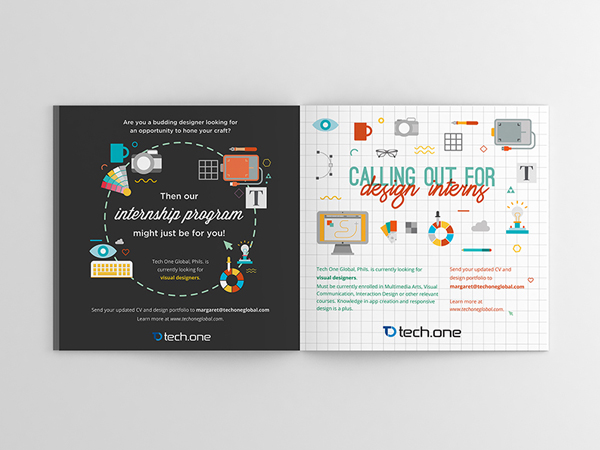 Are you a budding designer looking for
an opportunity to hone your craft?
T
Then our
internship program
might just be for you!
Tech One Global, Phils. is
currently looking for
visual designers.
Send your updated CV and design portfolio to margaret@techoneglobal.com
Learn more at www.techoneglobal.com.
tech.one
CALLING OUT FOR
design interns
T
Tech One Global, Phils. is currently looking for
visual designers.
Must be currently enrolled in Multimedia Arts, Visual
Communication, Interaction Design or other relevant
courses. Knowledge in app creation and responsive
design is a plus.
Send your updated CV and
design portfolio to
margaret@techoneglobal.com
Learn more at
www.techoneglobal.com.
tech.one